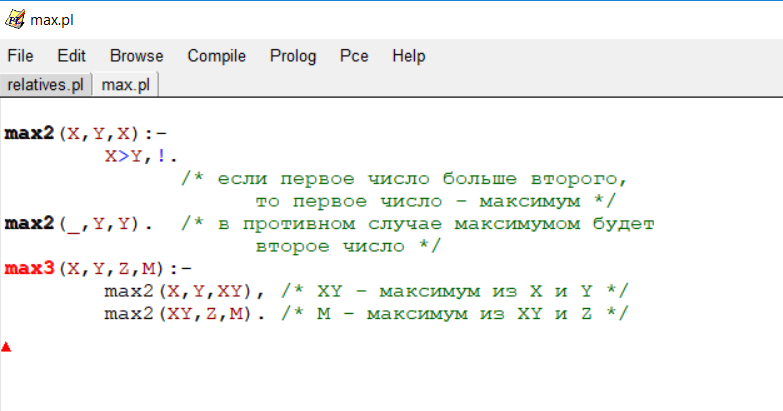 max.pl
File Edit Browse Compile Prolog Pce Help
relatives.pl max.pl
max2(X,Y,X):-
X>Y,!.
/* если первое число больше второго,
то первое число - максимум */
max2(_,Y,Y). /* в противном случае максимумом будет
второе число */
max3(X,Y,Z,M):-
max2(X,Y,XY), /* XY - максимум из X и Y */
max2(XY,Z,M). /* M - максимум из XY и Z */